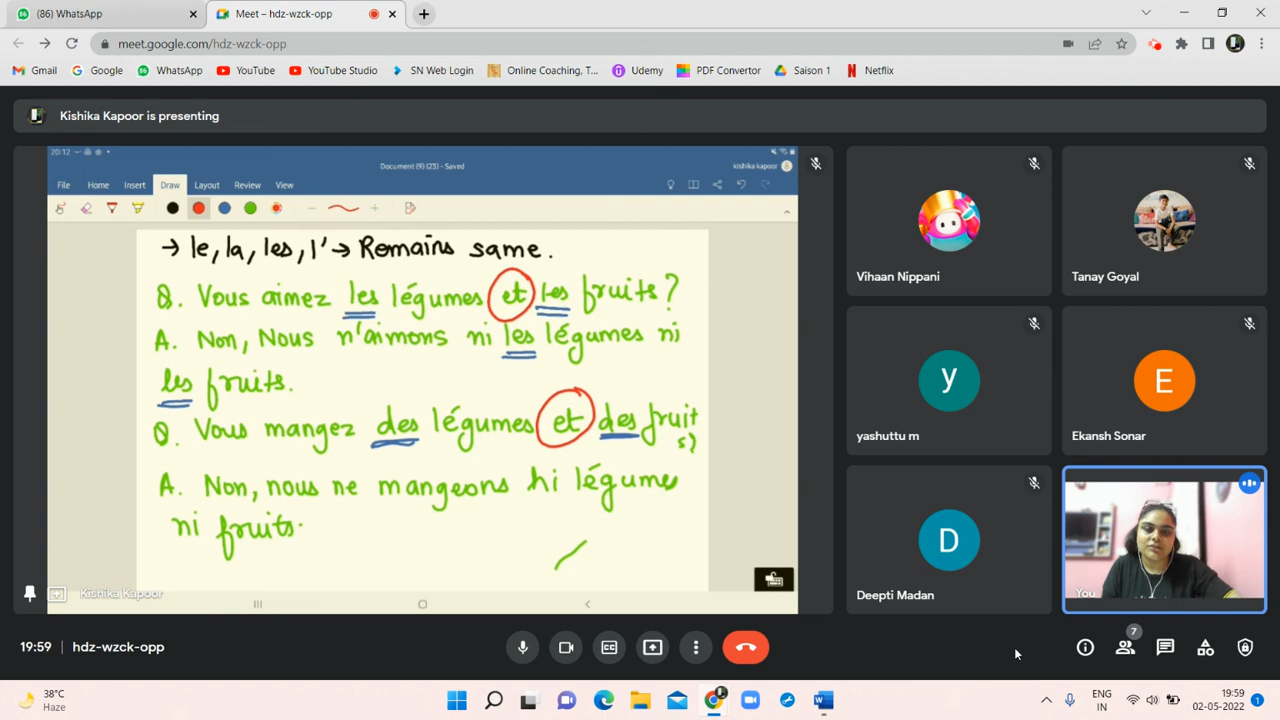 (86) WhatsApp
Meet – hdz-wzck-opp
meet.google.com/hdz-wzck-opp
Gmail Google WhatsApp YouTube YouTube Studio SN Web Login Online Coaching, T... Udemy PDF Convertor Saison 1 Netflix
Kishika Kapoor is presenting
20:12
Document (9) (23) - Saved
kishika kapoor
File Home Insert Draw Layout Review View
→ le, la, les, l' → Remains same.
Q. Vous aimez les légumes et les fruits?
A. Non, Nous n'aimons ni les légumes ni
les fruits.
Q. Vous mangez des légumes et des fruit
s?
A. Non, nous ne mangeons ni légumes
ni fruits.
Kishika Kapoor
Vihaan Nippani
Tanay Goyal
y
yashuttu m
E
Ekansh Sonar
D
Deepti Madan
You
19:59 hdz-wzck-opp
7
38°C
Haze
ENG
IN
19:59
02-05-2022
1